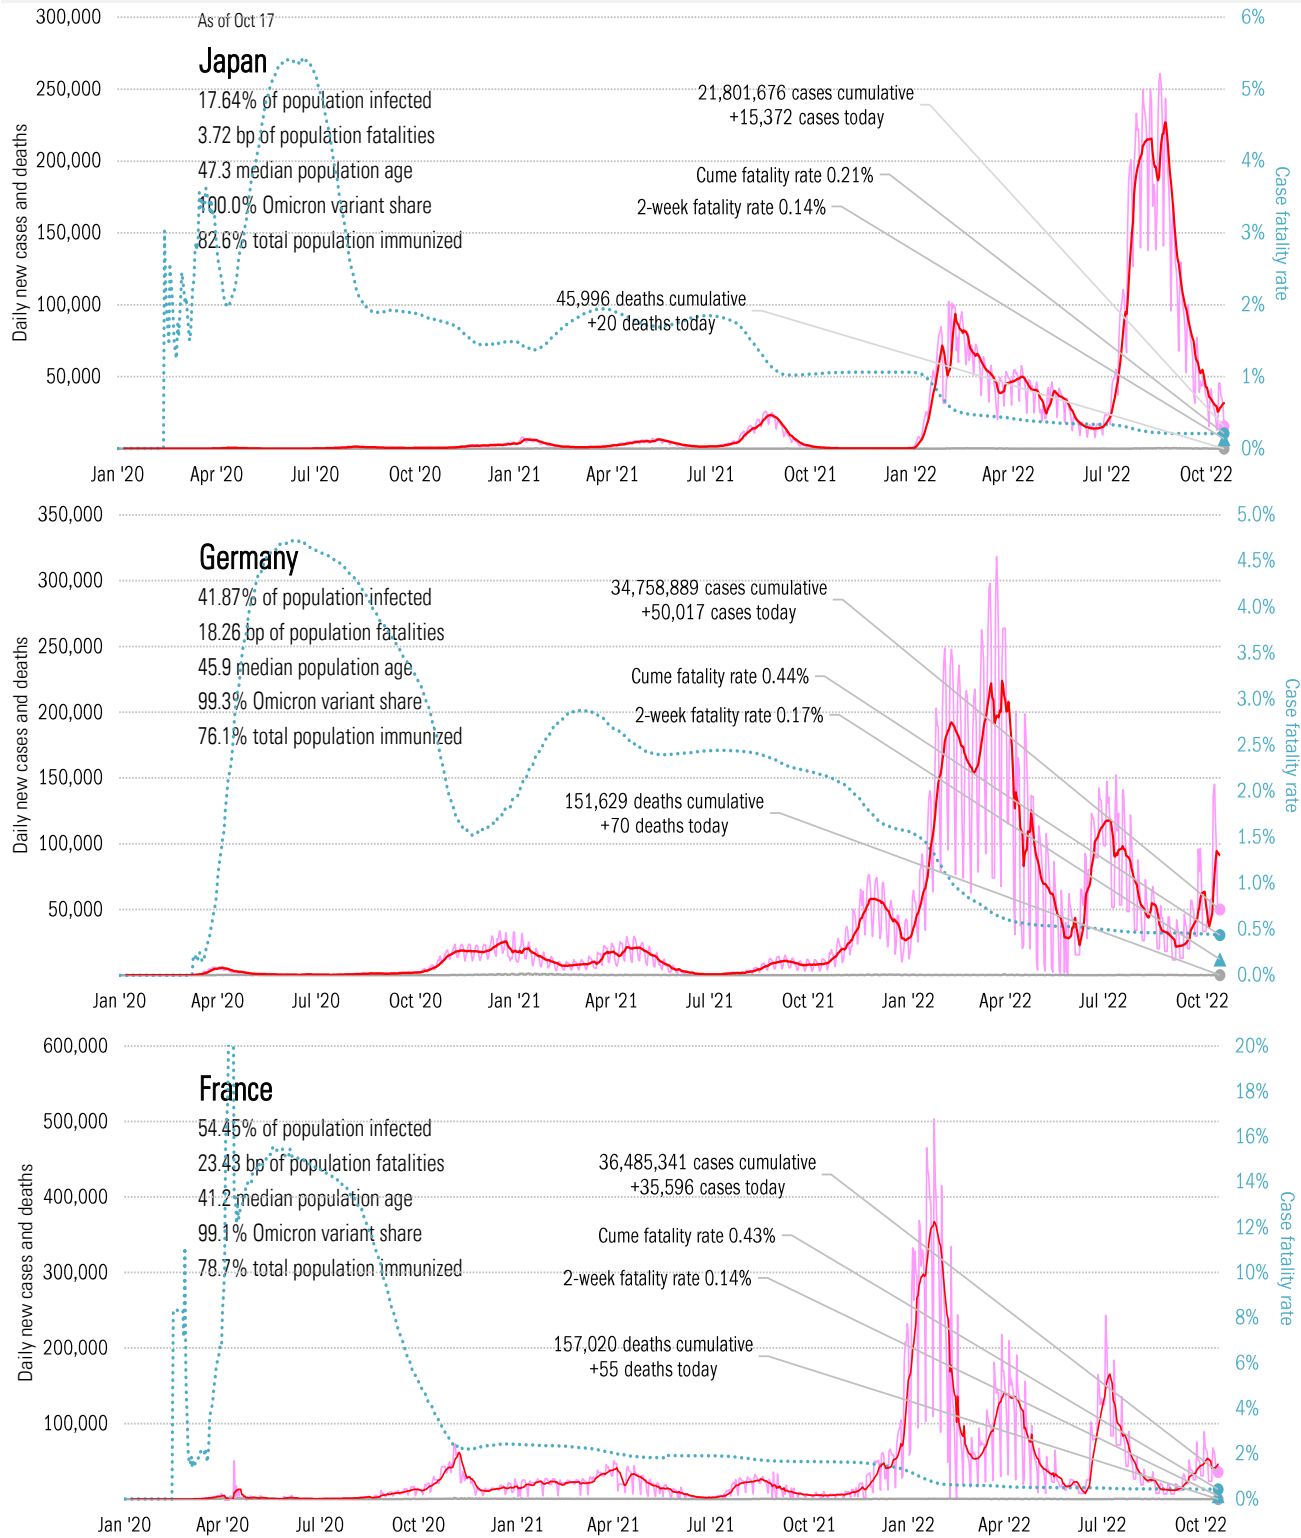 As of Oct 17
300,000
250,000
200,000
150,000
100,000
50,000
Daily new cases and deaths
Japan
17.64% of population infected
3.72 bp of population fatalities
47.3 median population age
100.0% Omicron variant share
82.6% total population immunized
21,801,676 cases cumulative
+15,372 cases today
Cume fatality rate 0.21%
2-week fatality rate 0.14%
45,996 deaths cumulative
+20 deaths today
6%
5%
4%
3%
2%
1%
0%
Case fatality rate
Jan '20 Apr '20 Jul '20 Oct '20 Jan '21 Apr '21 Jul '21 Oct '21 Jan '22 Apr '22 Jul '22 Oct '22
350,000
300,000
250,000
200,000
150,000
100,000
50,000
Daily new cases and deaths
Germany
41.87% of population infected
18.26 bp of population fatalities
45.9 median population age
99.3% Omicron variant share
76.1% total population immunized
34,758,889 cases cumulative
+50,017 cases today
Cume fatality rate 0.44%
2-week fatality rate 0.17%
151,629 deaths cumulative
+70 deaths today
5.0%
4.5%
4.0%
3.5%
3.0%
2.5%
2.0%
1.5%
1.0%
0.5%
0.0%
Case fatality rate
Jan '20 Apr '20 Jul '20 Oct '20 Jan '21 Apr '21 Jul '21 Oct '21 Jan '22 Apr '22 Jul '22 Oct '22
600,000
500,000
400,000
300,000
200,000
100,000
Daily new cases and deaths
France
54.45% of population infected
23.43 bp of population fatalities
41.2 median population age
99.1% Omicron variant share
78.7% total population immunized
36,485,341 cases cumulative
+35,596 cases today
Cume fatality rate 0.43%
2-week fatality rate 0.14%
157,020 deaths cumulative
+55 deaths today
20%
18%
16%
14%
12%
10%
8%
6%
4%
2%
0%
Case fatality rate
Jan '20 Apr '20 Jul '20 Oct '20 Jan '21 Apr '21 Jul '21 Oct '21 Jan '22 Apr '22 Jul '22 Oct '22